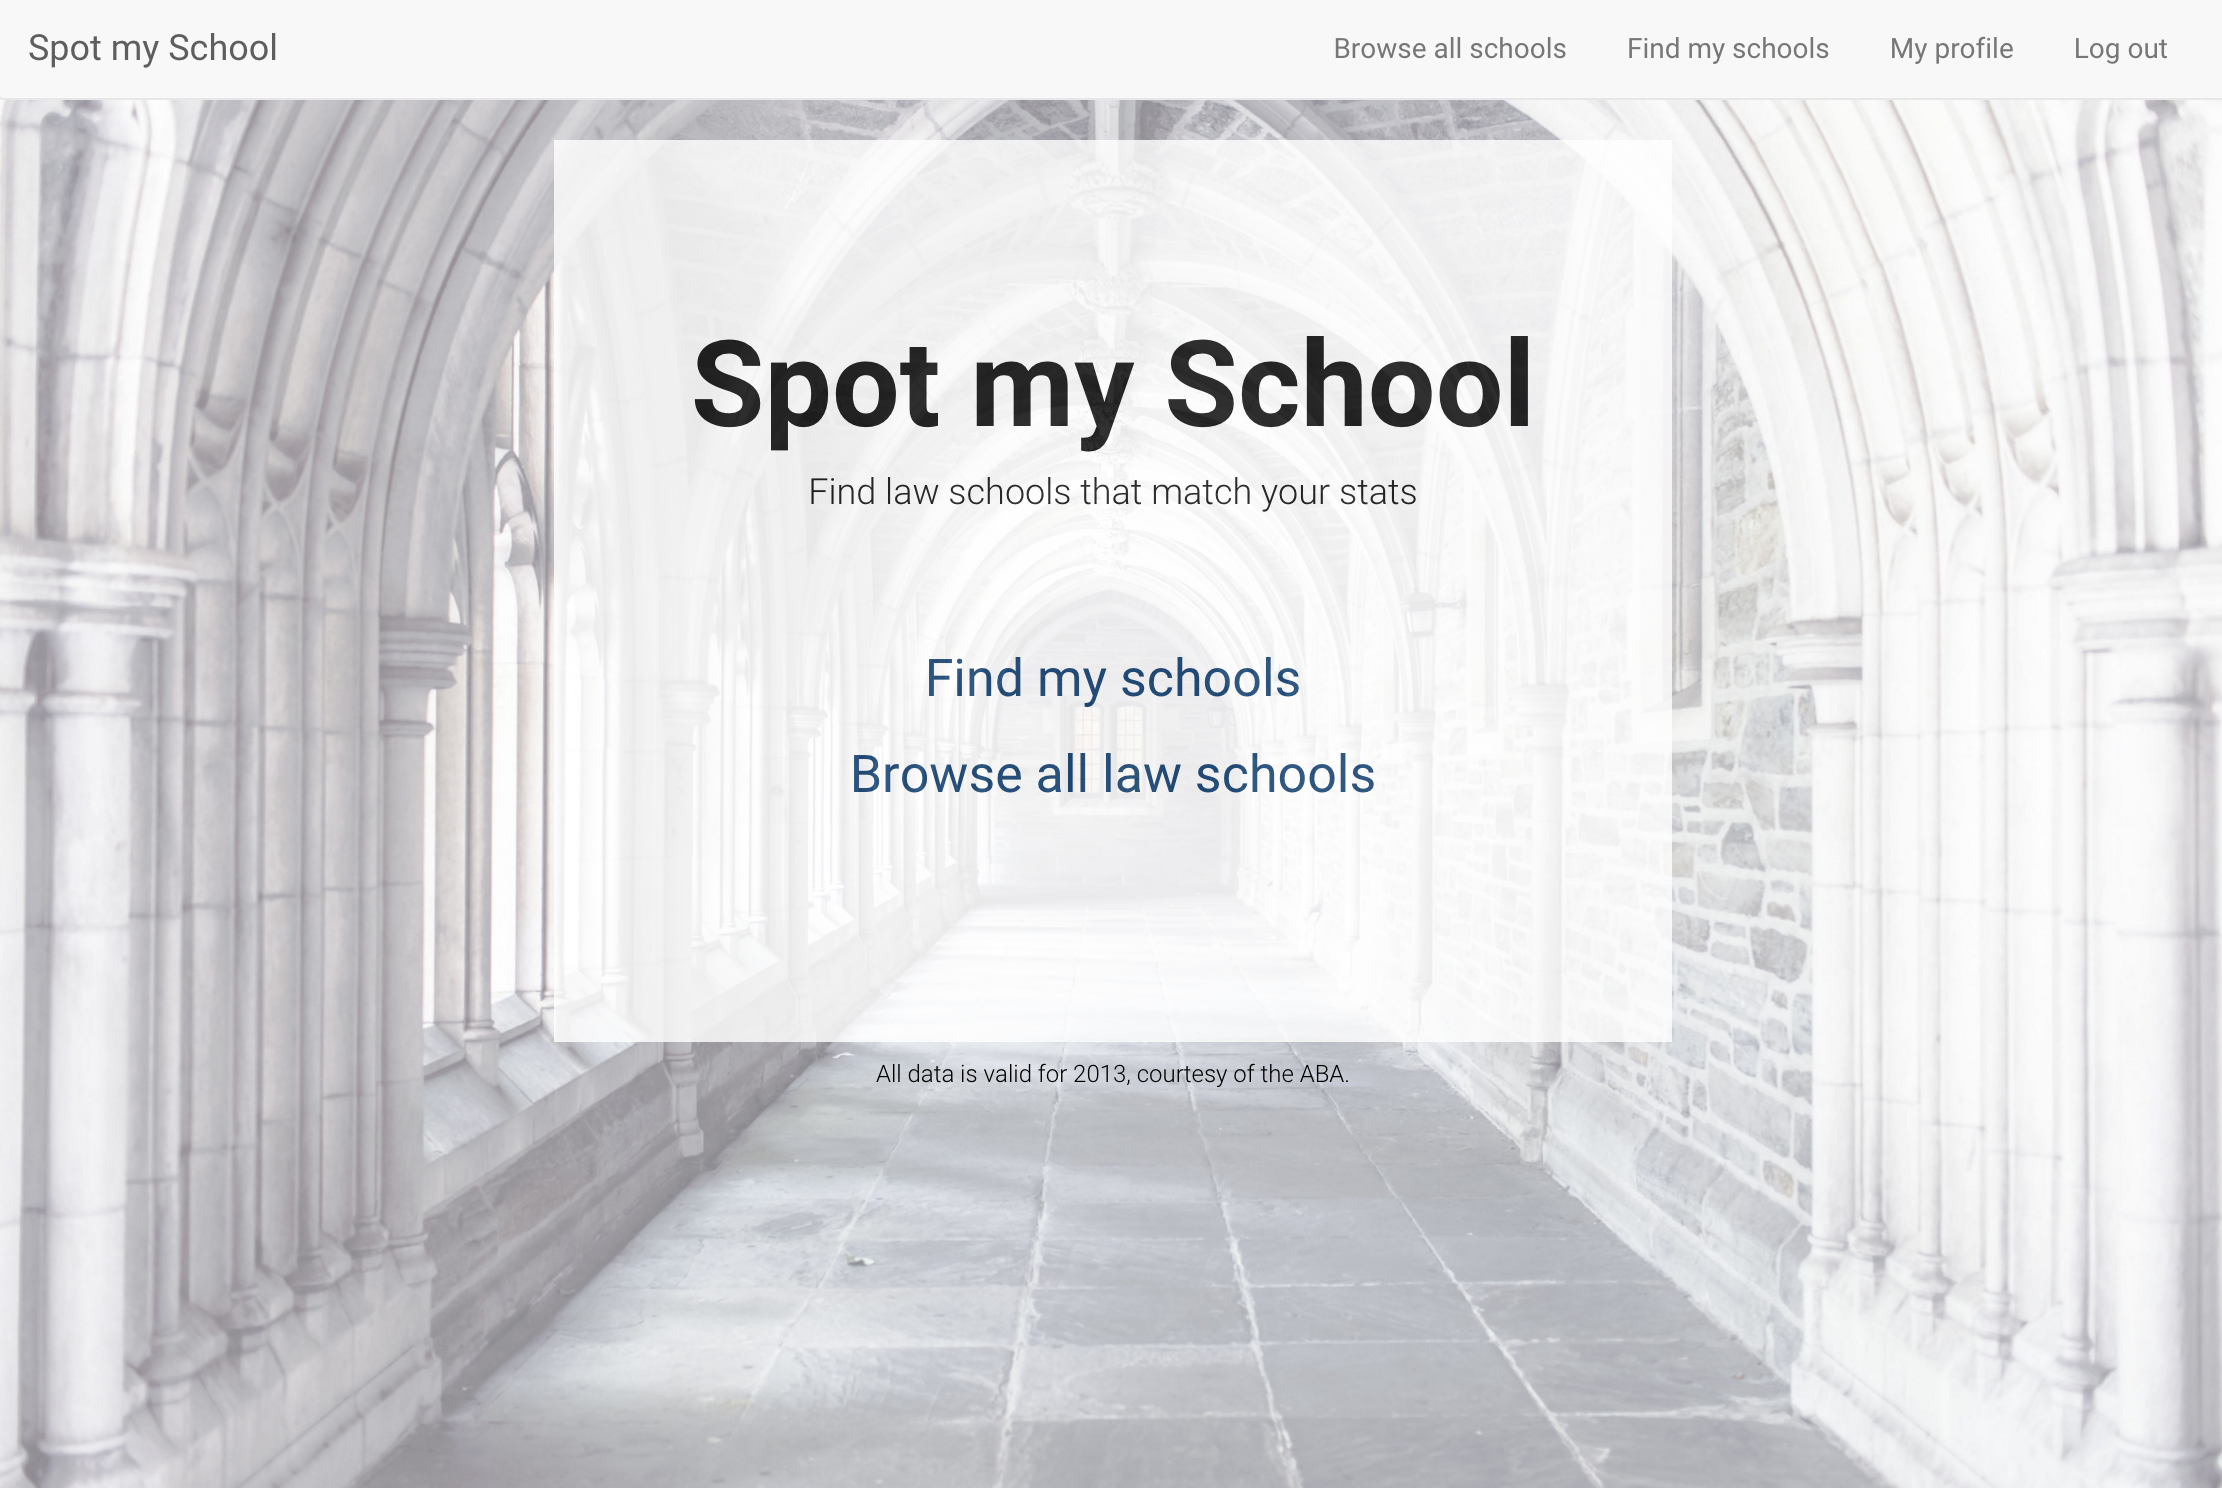 Spot my School
Browse all schools
Find my schools
My profile
Log out
Spot my School
Find law schools that match your stats
Find my schools
Browse all law schools
All data is valid for 2013, courtesy of the ABA.